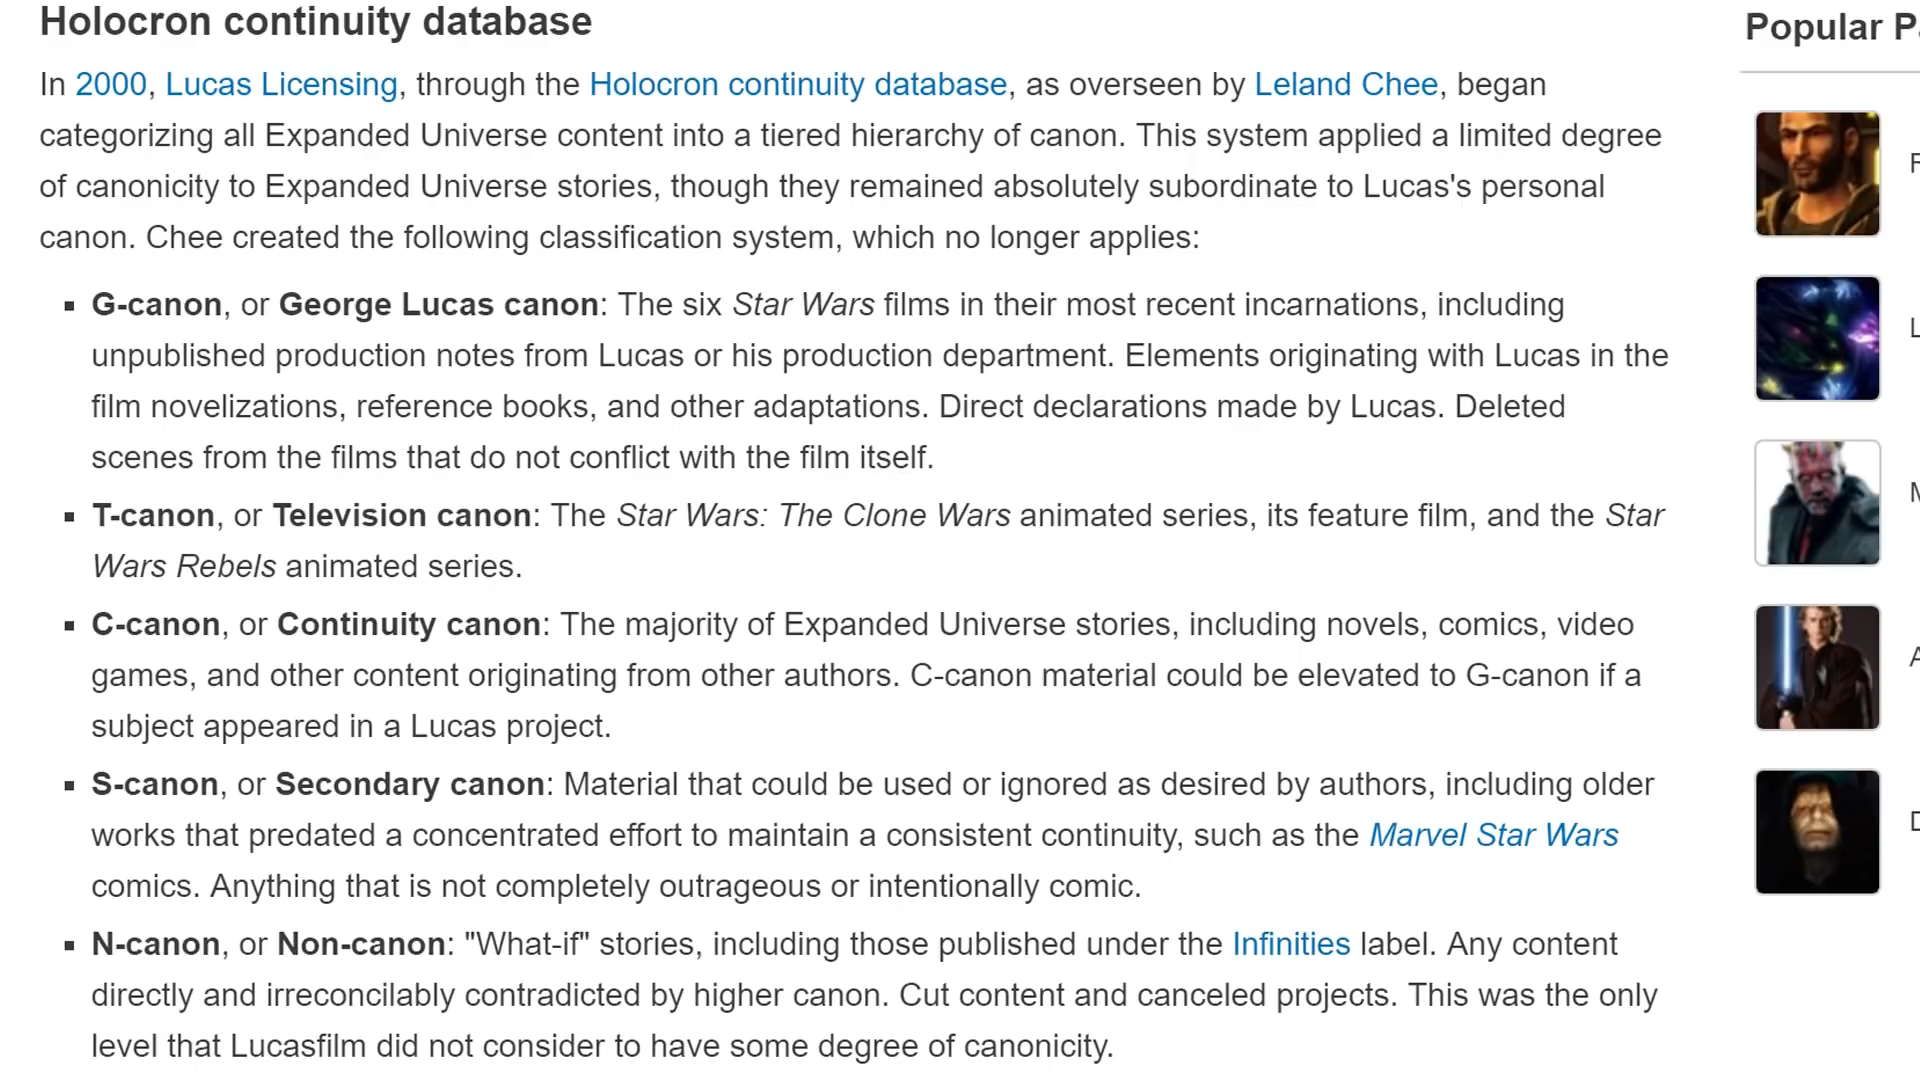 Holocron continuity database
In 2000, Lucas Licensing, through the Holocron continuity database, as overseen by Leland Chee, began
categorizing all Expanded Universe content into a tiered hierarchy of canon. This system applied a limited degree
of canonicity to Expanded Universe stories, though they remained absolutely subordinate to Lucas's personal
canon. Chee created the following classification system, which no longer applies:
▪ G-canon, or George Lucas canon: The six Star Wars films in their most recent incarnations, including
unpublished production notes from Lucas or his production department. Elements originating with Lucas in the
film novelizations, reference books, and other adaptations. Direct declarations made by Lucas. Deleted
scenes from the films that do not conflict with the film itself.
▪ T-canon, or Television canon: The Star Wars: The Clone Wars animated series, its feature film, and the Star
Wars Rebels animated series.
▪ C-canon, or Continuity canon: The majority of Expanded Universe stories, including novels, comics, video
games, and other content originating from other authors. C-canon material could be elevated to G-canon if a
subject appeared in a Lucas project.
▪ S-canon, or Secondary canon: Material that could be used or ignored as desired by authors, including older
works that predated a concentrated effort to maintain a consistent continuity, such as the Marvel Star Wars
comics. Anything that is not completely outrageous or intentionally comic.
▪ N-canon, or Non-canon: "What-if" stories, including those published under the Infinities label. Any content
directly and irreconcilably contradicted by higher canon. Cut content and canceled projects. This was the only
level that Lucasfilm did not consider to have some degree of canonicity.
Popular